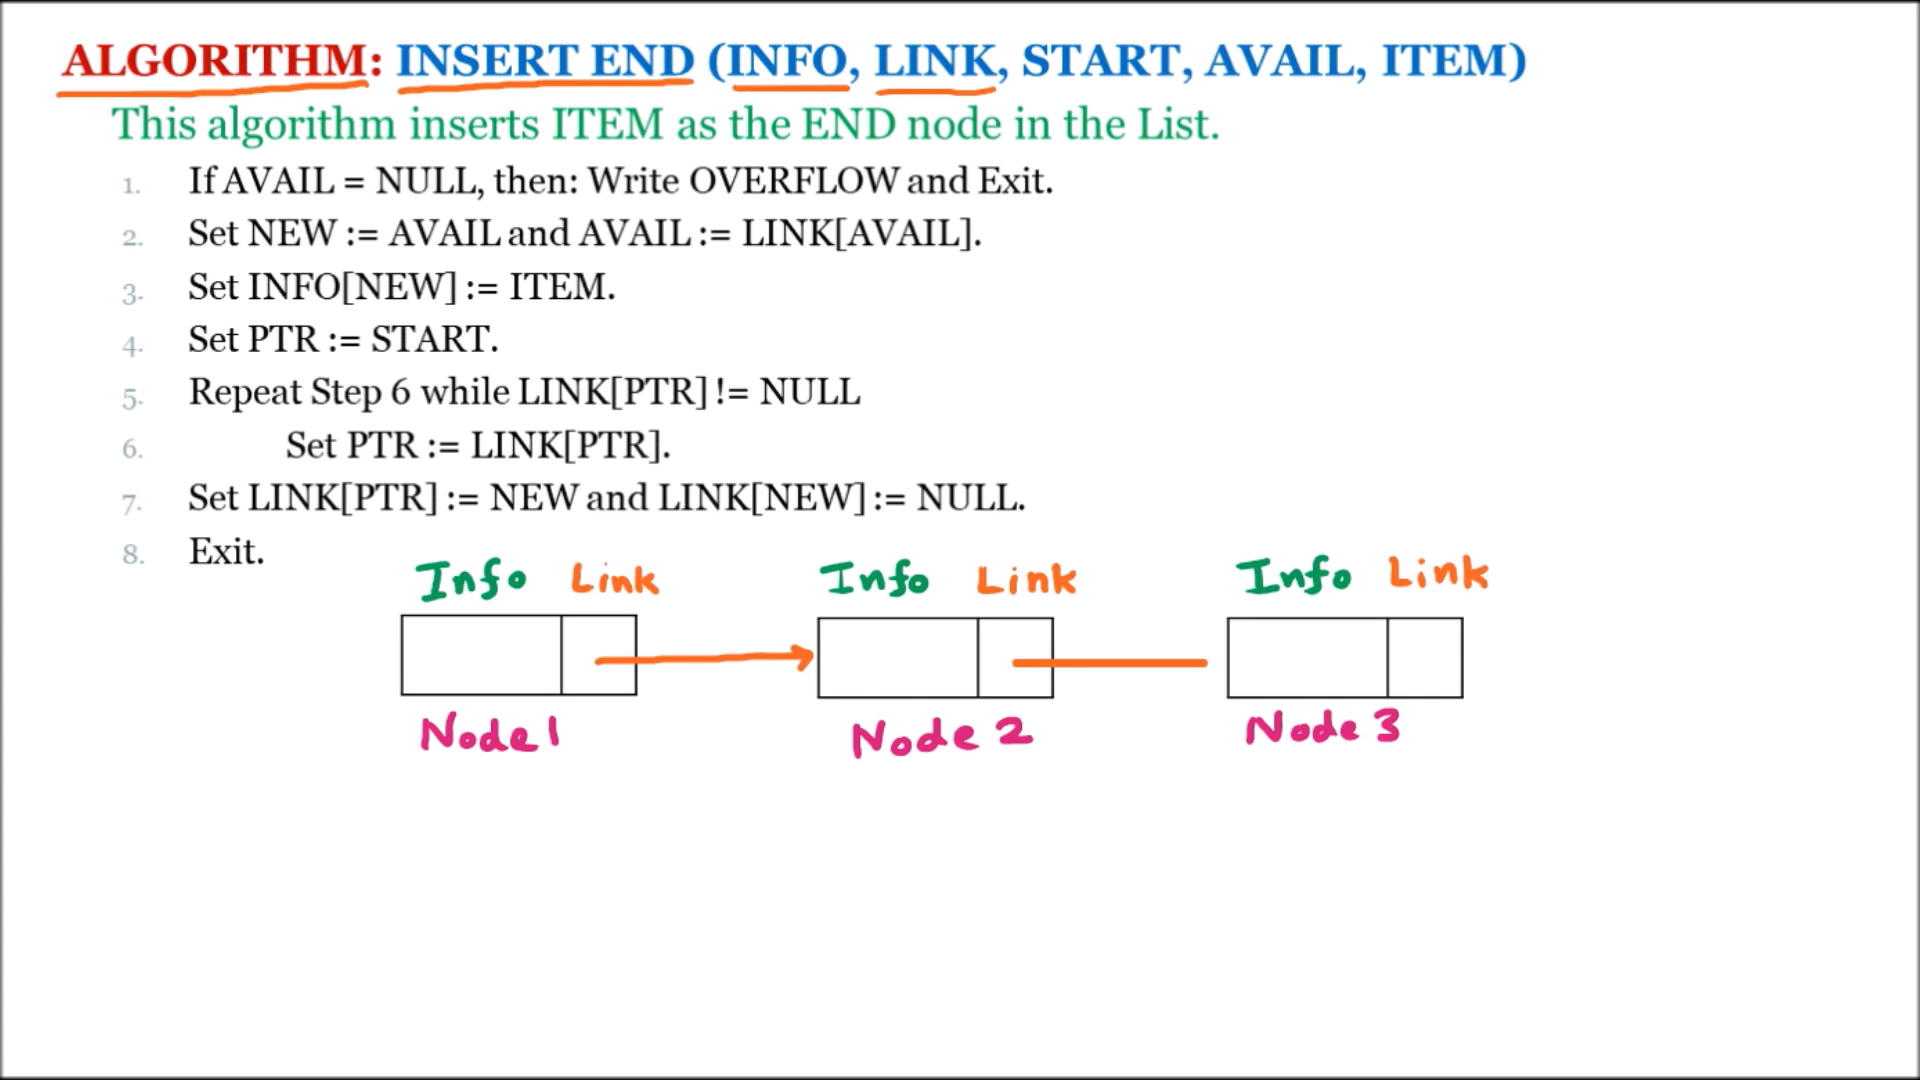 ALGORITHM: INSERT END (INFO, LINK, START, AVAIL, ITEM)
This algorithm inserts ITEM as the END node in the List.
1. If AVAIL = NULL, then: Write OVERFLOW and Exit.
2. Set NEW := AVAIL and AVAIL := LINK[AVAIL].
3. Set INFO[NEW] := ITEM.
4. Set PTR := START.
5. Repeat Step 6 while LINK[PTR] != NULL
6. Set PTR := LINK[PTR].
7. Set LINK[PTR] := NEW and LINK[NEW] := NULL.
8. Exit.
Info Link Info Link Info Link
Node 1 Node 2 Node 3